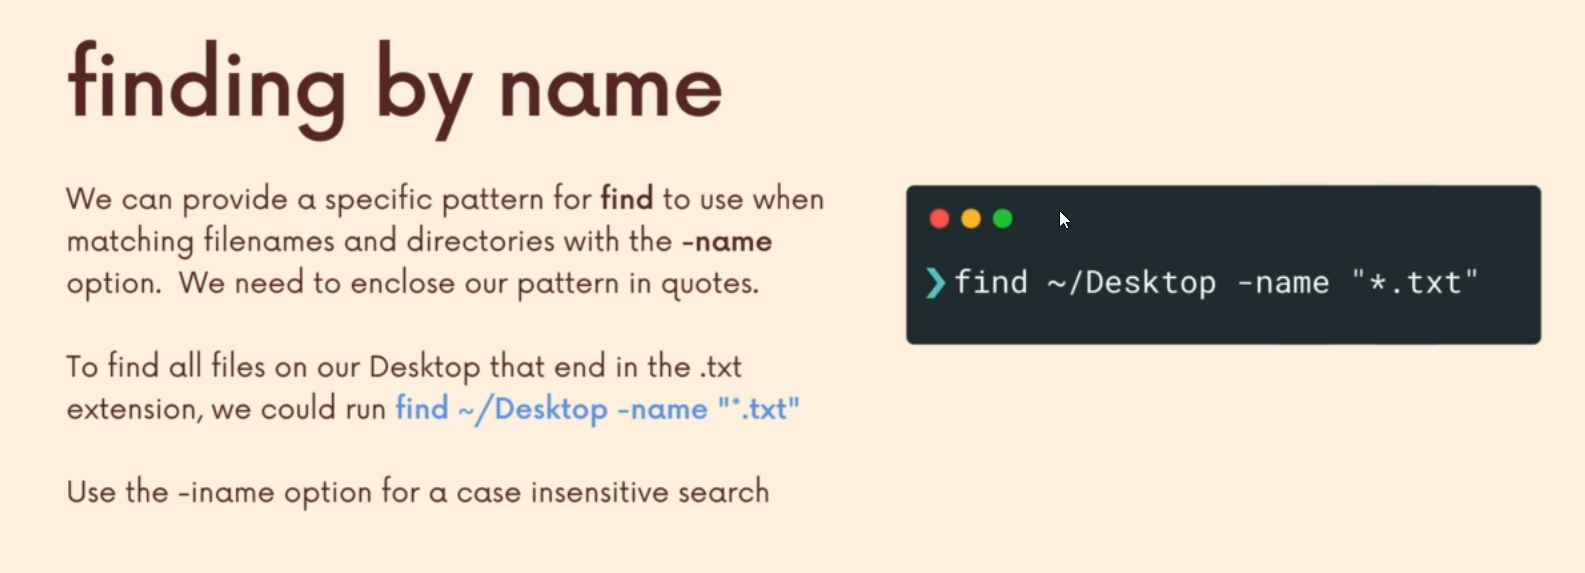 finding by name
We can provide a specific pattern for find to use when
matching filenames and directories with the -name
option.  We need to enclose our pattern in quotes.
To find all files on our Desktop that end in the .txt
extension, we could run find ~/Desktop -name "*.txt"
Use the -iname option for a case insensitive search
❯ find ~/Desktop -name "*.txt"